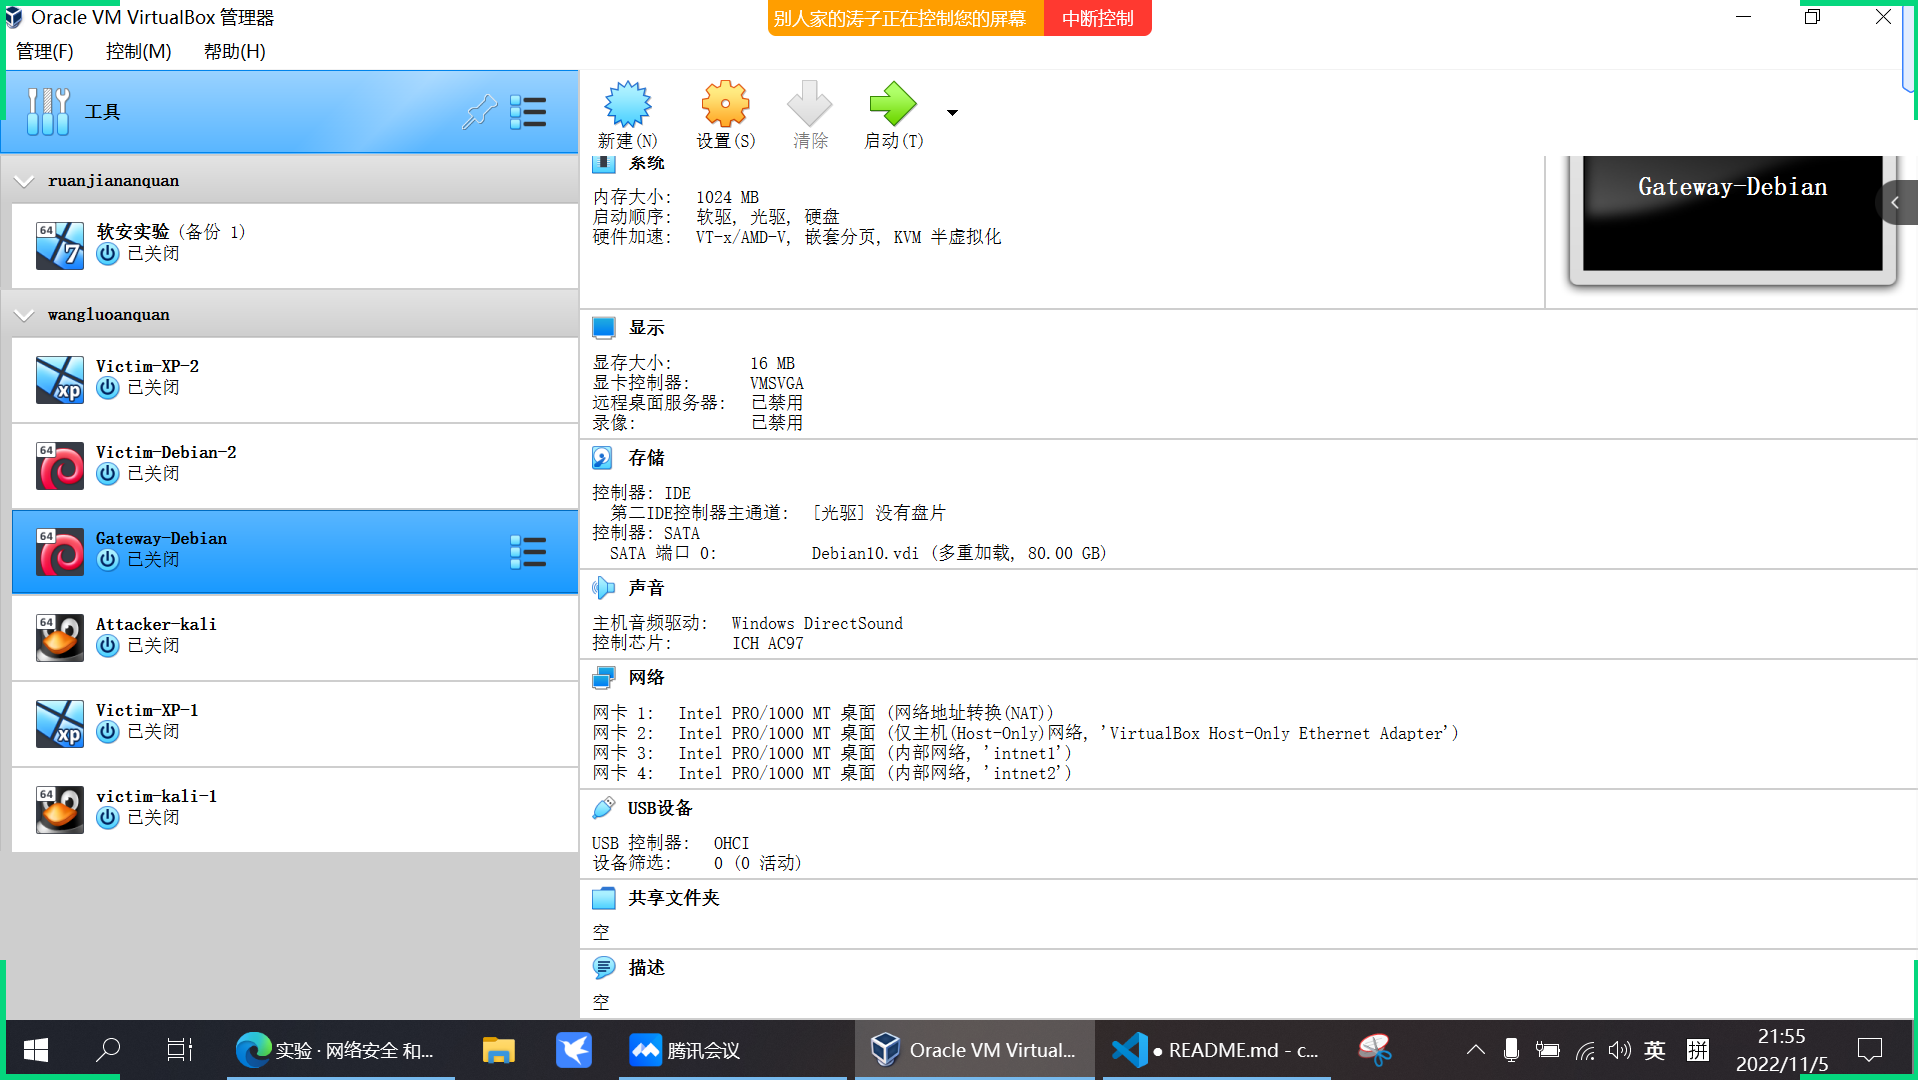 Oracle VM VirtualBox 管理器
别人家的涛子正在控制您的屏幕
中断控制
管理(F)
控制(M)
帮助(H)
工具
新建(N)
设置(S)
清除
启动(T)
ruanjiananquan
64
软安实验 (备份 1)
已关闭
wangluoanquan
Victim-XP-2
xp
已关闭
64
Victim-Debian-2
已关闭
64
Gateway-Debian
已关闭
64
Attacker-kali
已关闭
Victim-XP-1
xp
已关闭
64
victim-kali-1
已关闭
系统
内存大小: 1024 MB
启动顺序: 软驱, 光驱, 硬盘
硬件加速: VT-x/AMD-V, 嵌套分页, KVM 半虚拟化
Gateway-Debian
显示
显存大小: 16 MB
显卡控制器: VMSVGA
远程桌面服务器: 已禁用
录像: 已禁用
存储
控制器: IDE
第二IDE控制器主通道: [光驱] 没有盘片
控制器: SATA
SATA 端口 0: Debian10.vdi (多重加载, 80.00 GB)
声音
主机音频驱动: Windows DirectSound
控制芯片: ICH AC97
网络
网卡 1: Intel PRO/1000 MT 桌面 (网络地址转换(NAT))
网卡 2: Intel PRO/1000 MT 桌面 (仅主机(Host-Only)网络, 'VirtualBox Host-Only Ethernet Adapter')
网卡 3: Intel PRO/1000 MT 桌面 (内部网络, 'intnet1')
网卡 4: Intel PRO/1000 MT 桌面 (内部网络, 'intnet2')
USB设备
USB 控制器: OHCI
设备筛选: 0 (0 活动)
共享文件夹
空
描述
空
实验 · 网络安全 和...
腾讯会议
Oracle VM Virtual...
● README.md - c...
英
拼
21:55
2022/11/5